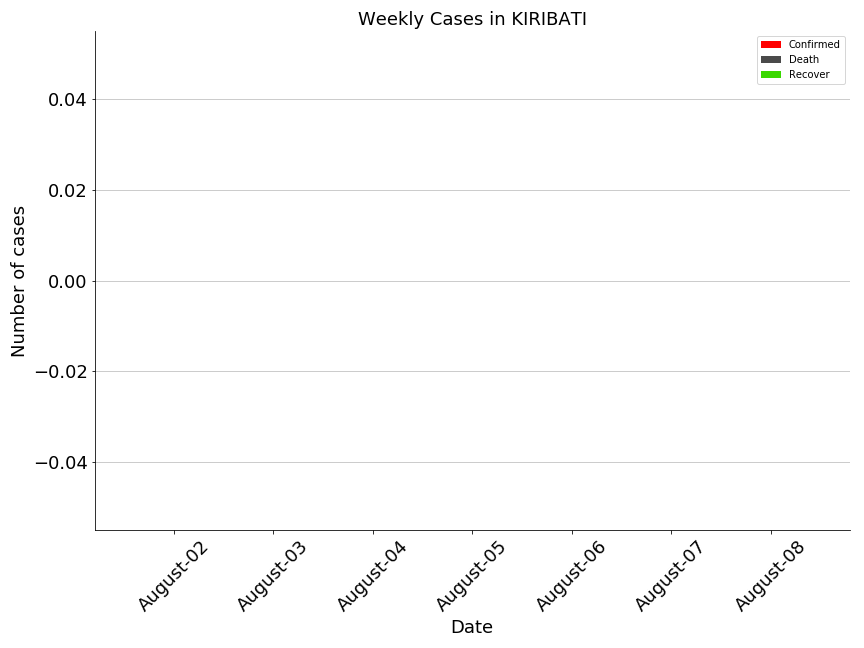 Weekly Cases in KIRIBATI
Confirmed
Death
Recover
Number of cases
0.04
0.02
0.00
−0.02
−0.04
August-02
August-03
August-04
August-05
August-06
August-07
August-08
Date